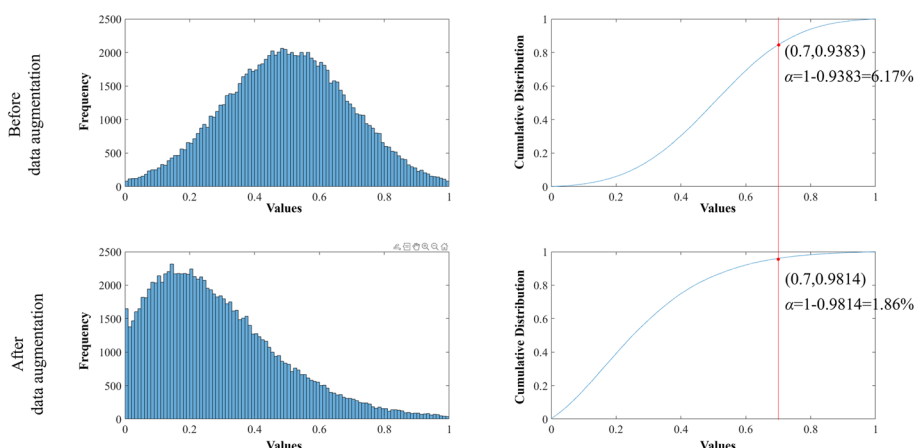 Before
data augmentation
Frequency
2500
2000
1500
1000
500
0
0 0.2 0.4 0.6 0.8 1
Values
Cumulative Distribution
1
0.8
0.6
0.4
0.2
0
0 0.2 0.4 0.6 0.8 1
Values
(0.7,0.9383)
α=1-0.9383=6.17%
After
data augmentation
Frequency
2500
2000
1500
1000
500
0
0 0.2 0.4 0.6 0.8 1
Values
Cumulative Distribution
1
0.8
0.6
0.4
0.2
0
0 0.2 0.4 0.6 0.8 1
Values
(0.7,0.9814)
α=1-0.9814=1.86%